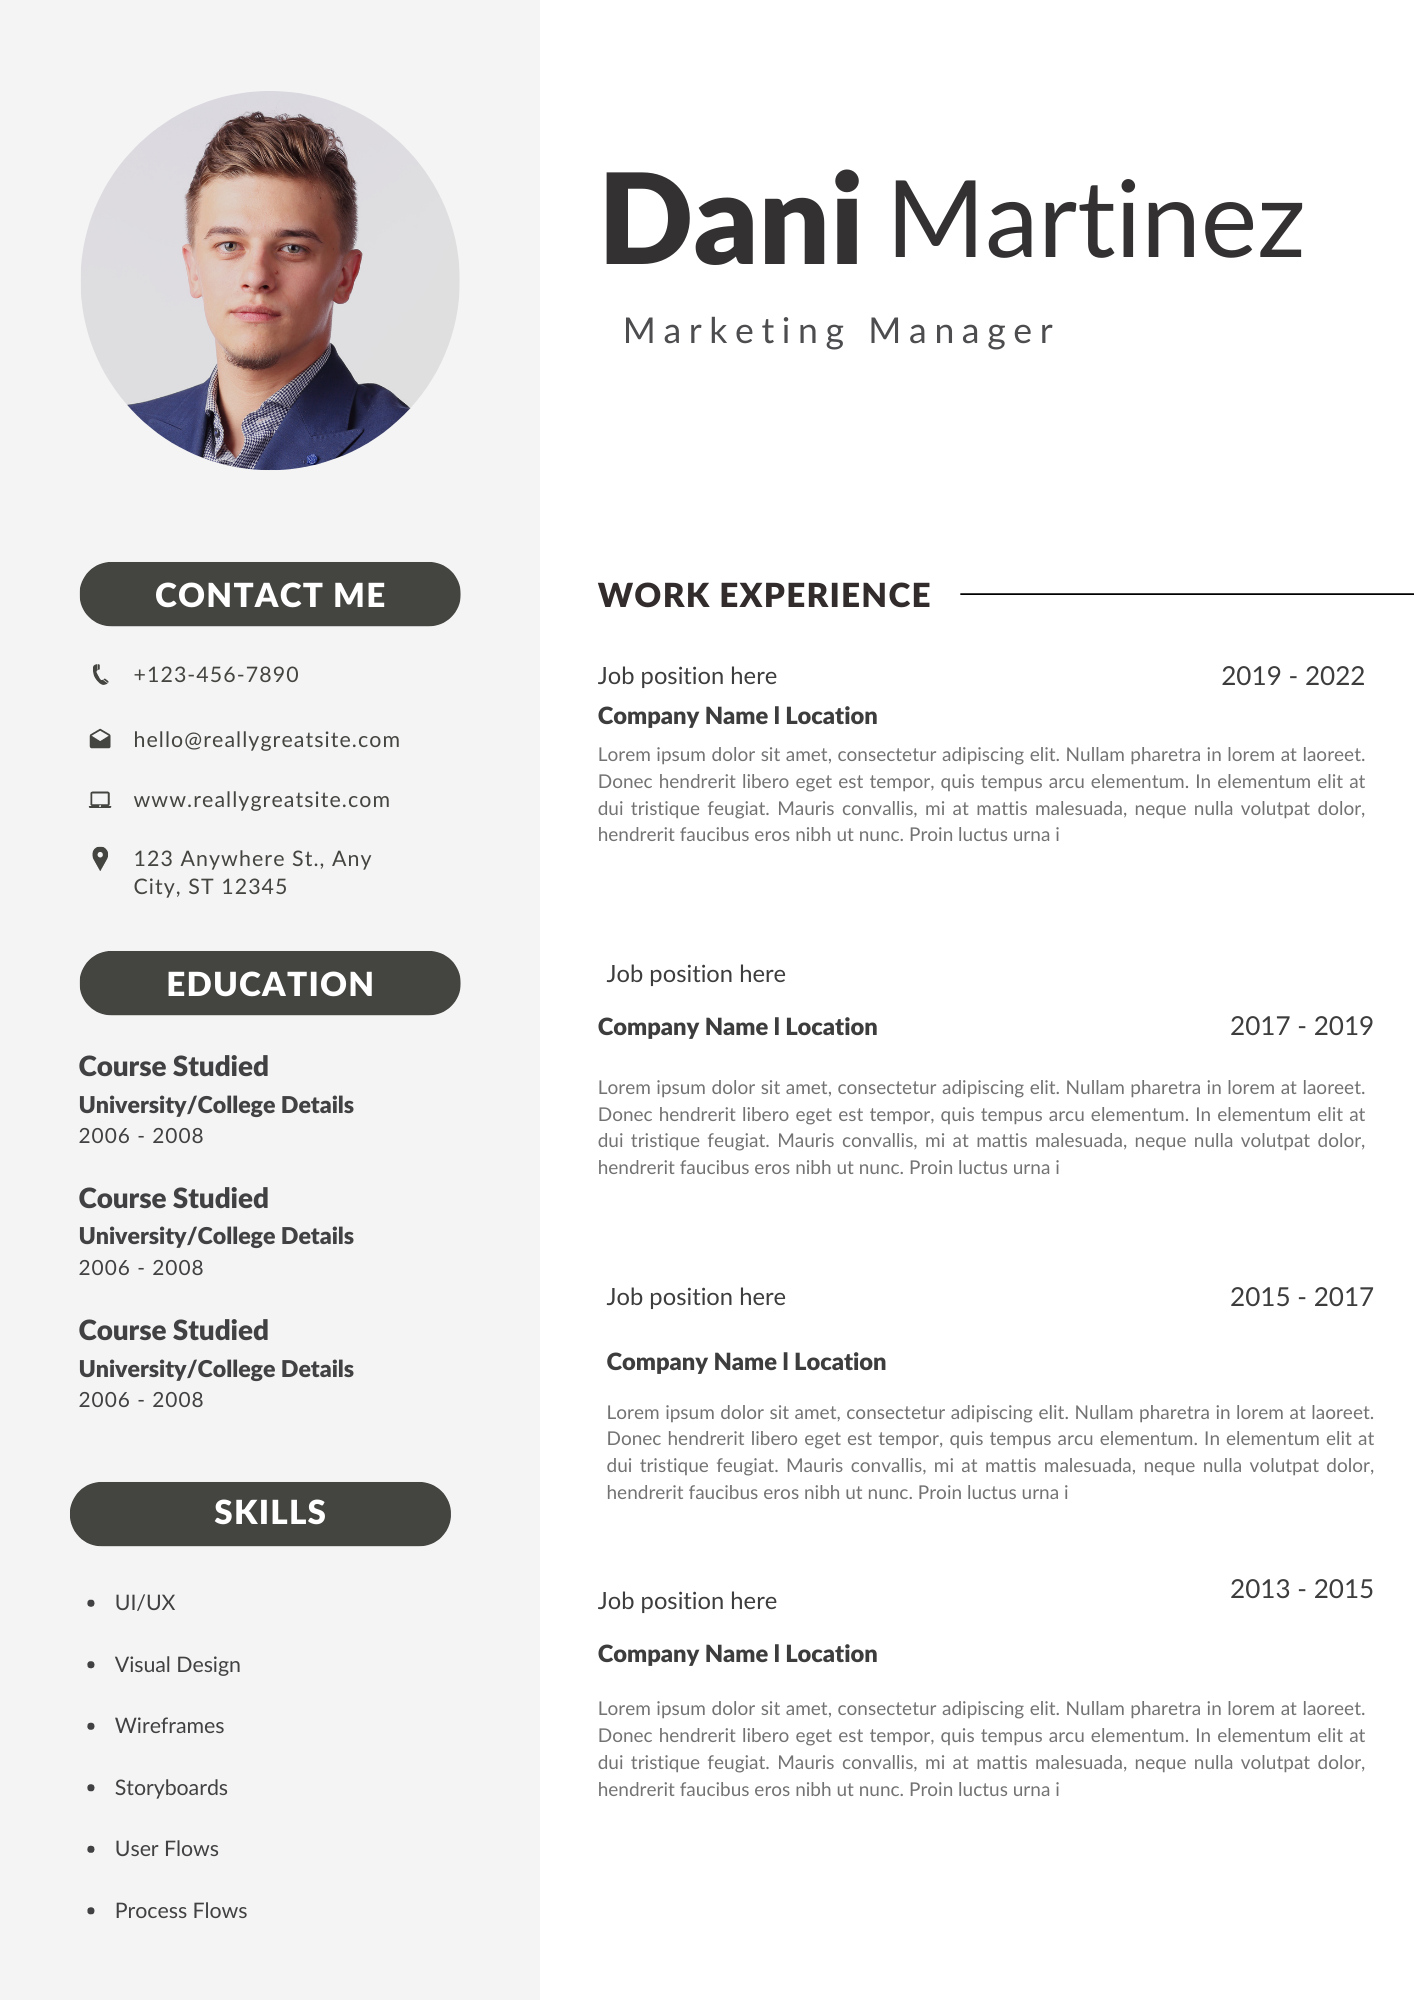 Dani Martinez
Marketing Manager
CONTACT ME
+123-456-7890
hello@reallygreatsite.com
www.reallygreatsite.com
123 Anywhere St., Any
City, ST 12345
EDUCATION
Course Studied
University/College Details
2006 - 2008
Course Studied
University/College Details
2006 - 2008
Course Studied
University/College Details
2006 - 2008
SKILLS
• UI/UX
• Visual Design
• Wireframes
• Storyboards
• User Flows
• Process Flows
WORK EXPERIENCE
Job position here 2019 - 2022
Company Name l Location
Lorem ipsum dolor sit amet, consectetur adipiscing elit. Nullam pharetra in lorem at laoreet.
Donec hendrerit libero eget est tempor, quis tempus arcu elementum. In elementum elit at
dui tristique feugiat. Mauris convallis, mi at mattis malesuada, neque nulla volutpat dolor,
hendrerit faucibus eros nibh ut nunc. Proin luctus urna i
Job position here
Company Name l Location 2017 - 2019
Lorem ipsum dolor sit amet, consectetur adipiscing elit. Nullam pharetra in lorem at laoreet.
Donec hendrerit libero eget est tempor, quis tempus arcu elementum. In elementum elit at
dui tristique feugiat. Mauris convallis, mi at mattis malesuada, neque nulla volutpat dolor,
hendrerit faucibus eros nibh ut nunc. Proin luctus urna i
Job position here 2015 - 2017
Company Name l Location
Lorem ipsum dolor sit amet, consectetur adipiscing elit. Nullam pharetra in lorem at laoreet.
Donec hendrerit libero eget est tempor, quis tempus arcu elementum. In elementum elit at
dui tristique feugiat. Mauris convallis, mi at mattis malesuada, neque nulla volutpat dolor,
hendrerit faucibus eros nibh ut nunc. Proin luctus urna i
Job position here 2013 - 2015
Company Name l Location
Lorem ipsum dolor sit amet, consectetur adipiscing elit. Nullam pharetra in lorem at laoreet.
Donec hendrerit libero eget est tempor, quis tempus arcu elementum. In elementum elit at
dui tristique feugiat. Mauris convallis, mi at mattis malesuada, neque nulla volutpat dolor,
hendrerit faucibus eros nibh ut nunc. Proin luctus urna i